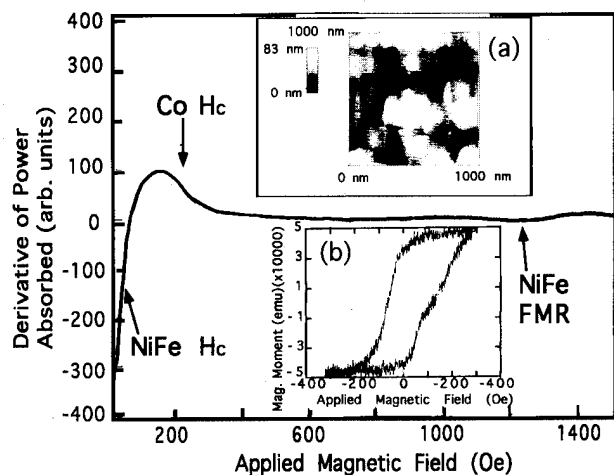 Derivative of Power
Absorbed (arb. units)
400
300
200
100
0
-100
-200
-300
-400
200
600
1000
1400
Applied Magnetic Field (Oe)
Co Hc
NiFe Hc
NiFe
FMR
(a)
1000 nm
83 nm
0 nm
0 nm
1000 nm
(b)
Mag. Moment (emu)(x10000)
5
3
1
-1
-3
-5
-400
-200
0
-200
-400
Applied Magnetic Field (Oe)